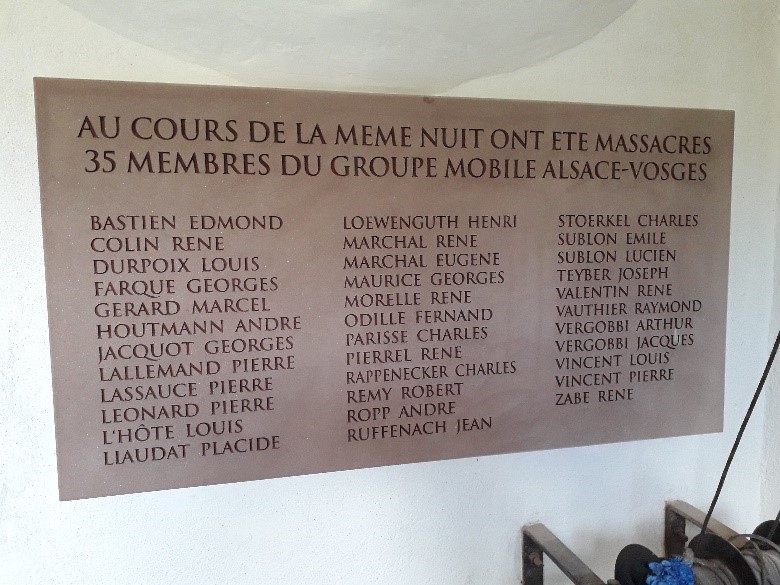 AU COURS DE LA MEME NUIT ONT ETE MASSACRES
35 MEMBRES DU GROUPE MOBILE ALSACE-VOSGES
BASTIEN EDMOND
COLIN RENE
DURPOIX LOUIS
FARQUE GEORGES
GERARD MARCEL
HOUTMANN ANDRE
JACQUOT GEORGES
LALLEMAND PIERRE
LASSAUCE PIERRE
LEONARD PIERRE
L'HÔTE LOUIS
LIAUDAT PLACIDE
LOEWENGUTH HENRI
MARCHAL RENE
MARCHAL EUGENE
MAURICE GEORGES
MORELLE RENE
ODILLE FERNAND
PARISSE CHARLES
PIERREL RENE
RAPPENECKER CHARLES
REMY ROBERT
ROPP ANDRE
RUFFENACH JEAN
STOERKEL CHARLES
SUBLON EMILE
SUBLON LUCIEN
TEYBER JOSEPH
VALENTIN RENE
VAUTHIER RAYMOND
VERGOBBI ARTHUR
VERGOBBI JACQUES
VINCENT LOUIS
VINCENT PIERRE
ZABE RENE